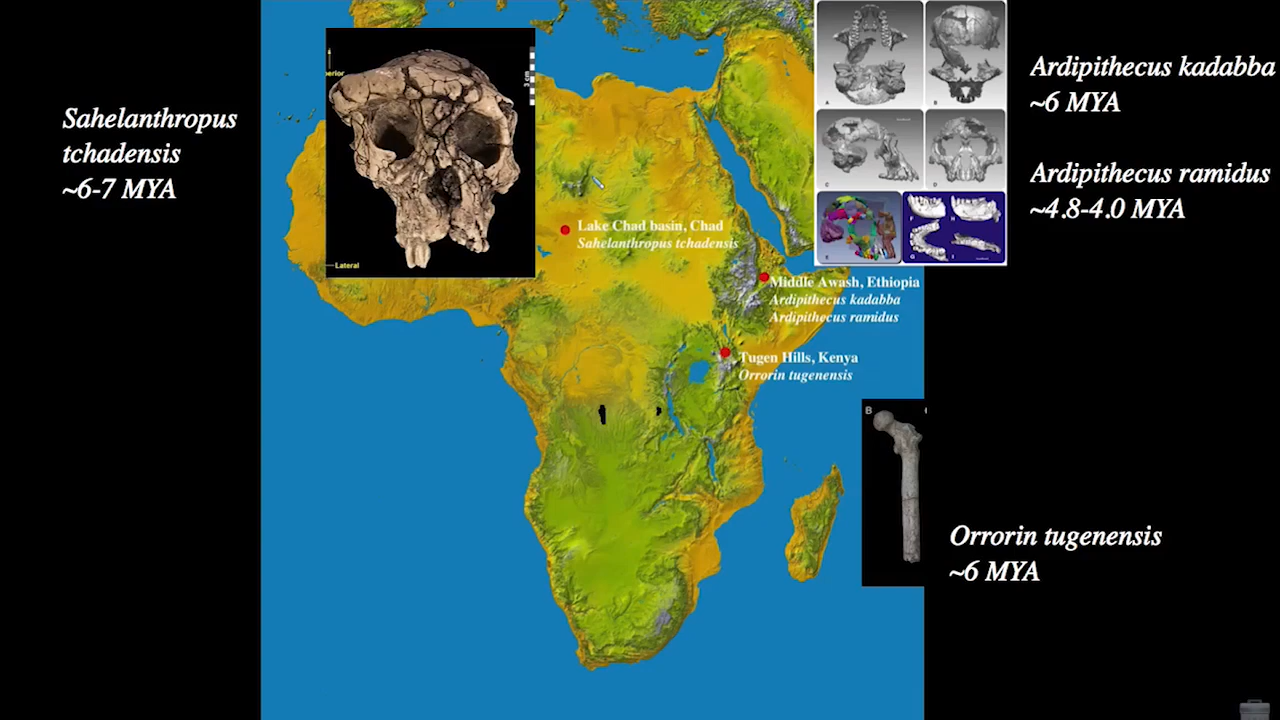 Sahelanthropus
tchadensis
~6-7 MYA
Lateral
3 cm
Lake Chad basin, Chad
Sahelanthropus tchadensis
Middle Awash, Ethiopia
Ardipithecus kadabba
Ardipithecus ramidus
Tugen Hills, Kenya
Orrorin tugenensis
A
B
C
D
E
F
H
G
I
Ardipithecus kadabba
~6 MYA
Ardipithecus ramidus
~4.8-4.0 MYA
B
Orrorin tugenensis
~6 MYA